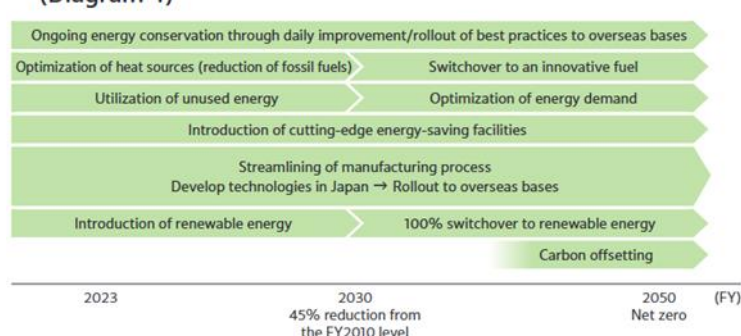 (Diagram 4)
Ongoing energy conservation through daily improvement/rollout of best practices to overseas bases
Optimization of heat sources (reduction of fossil fuels)
Switchover to an innovative fuel
Utilization of unused energy
Optimization of energy demand
Introduction of cutting-edge energy-saving facilities
Streamlining of manufacturing process
Develop technologies in Japan → Rollout to overseas bases
Introduction of renewable energy
100% switchover to renewable energy
Carbon offsetting
2023
2030
45% reduction from
the FY2010 level
2050
Net zero
(FY)